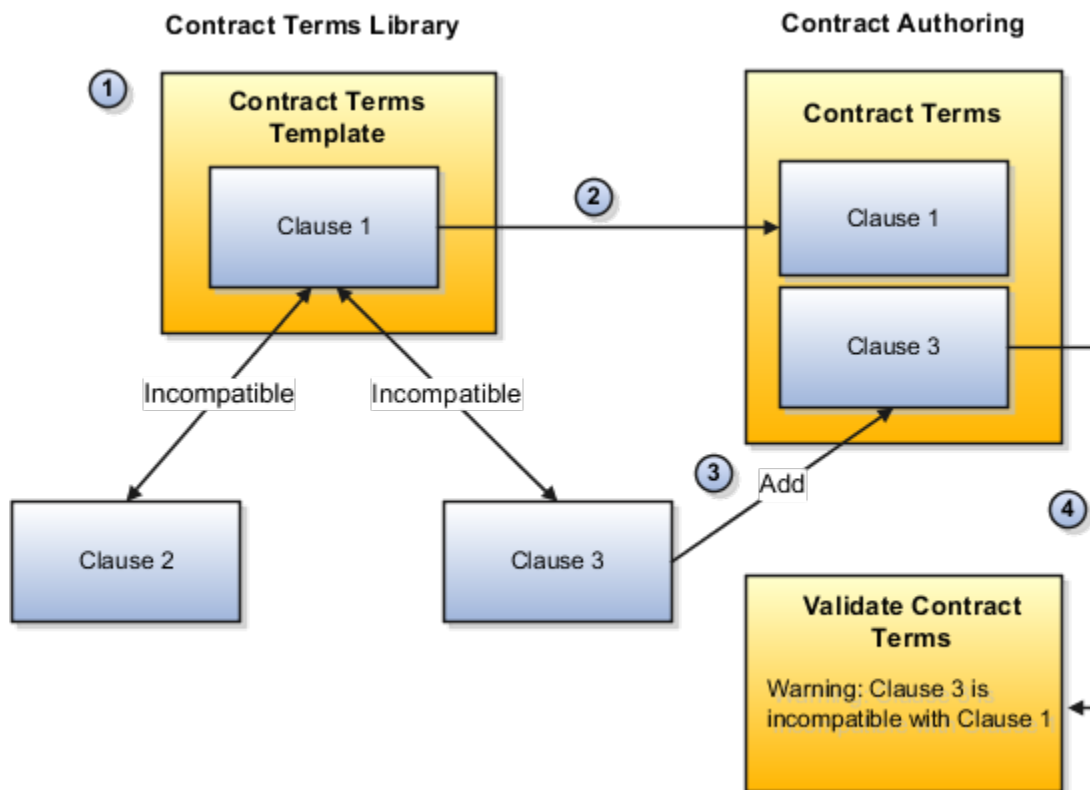 Contract Terms Library
Contract Authoring
1
Contract Terms
Template
Contract Terms
Clause 1
2
Clause 1
Clause 3
Incompatible
Incompatible
3
Add
4
Clause 2
Clause 3
Validate Contract
Terms
Warning: Clause 3 is
incompatible with Clause 1